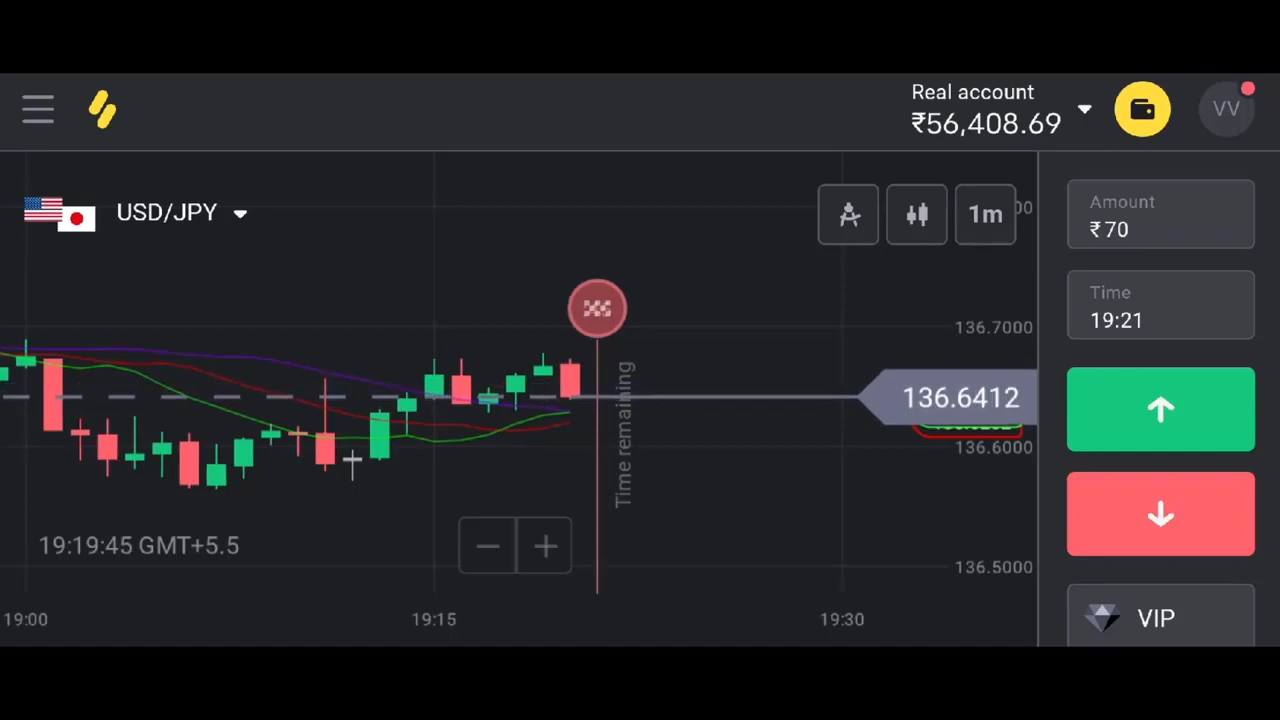 Real account
₹56,408.69
VV
USD/JPY
1m
00
Amount
₹70
Time
19:21
136.7000
136.6412
136.6000
136.5000
Time remaining
19:19:45 GMT+5.5
19:00
19:15
19:30
VIP